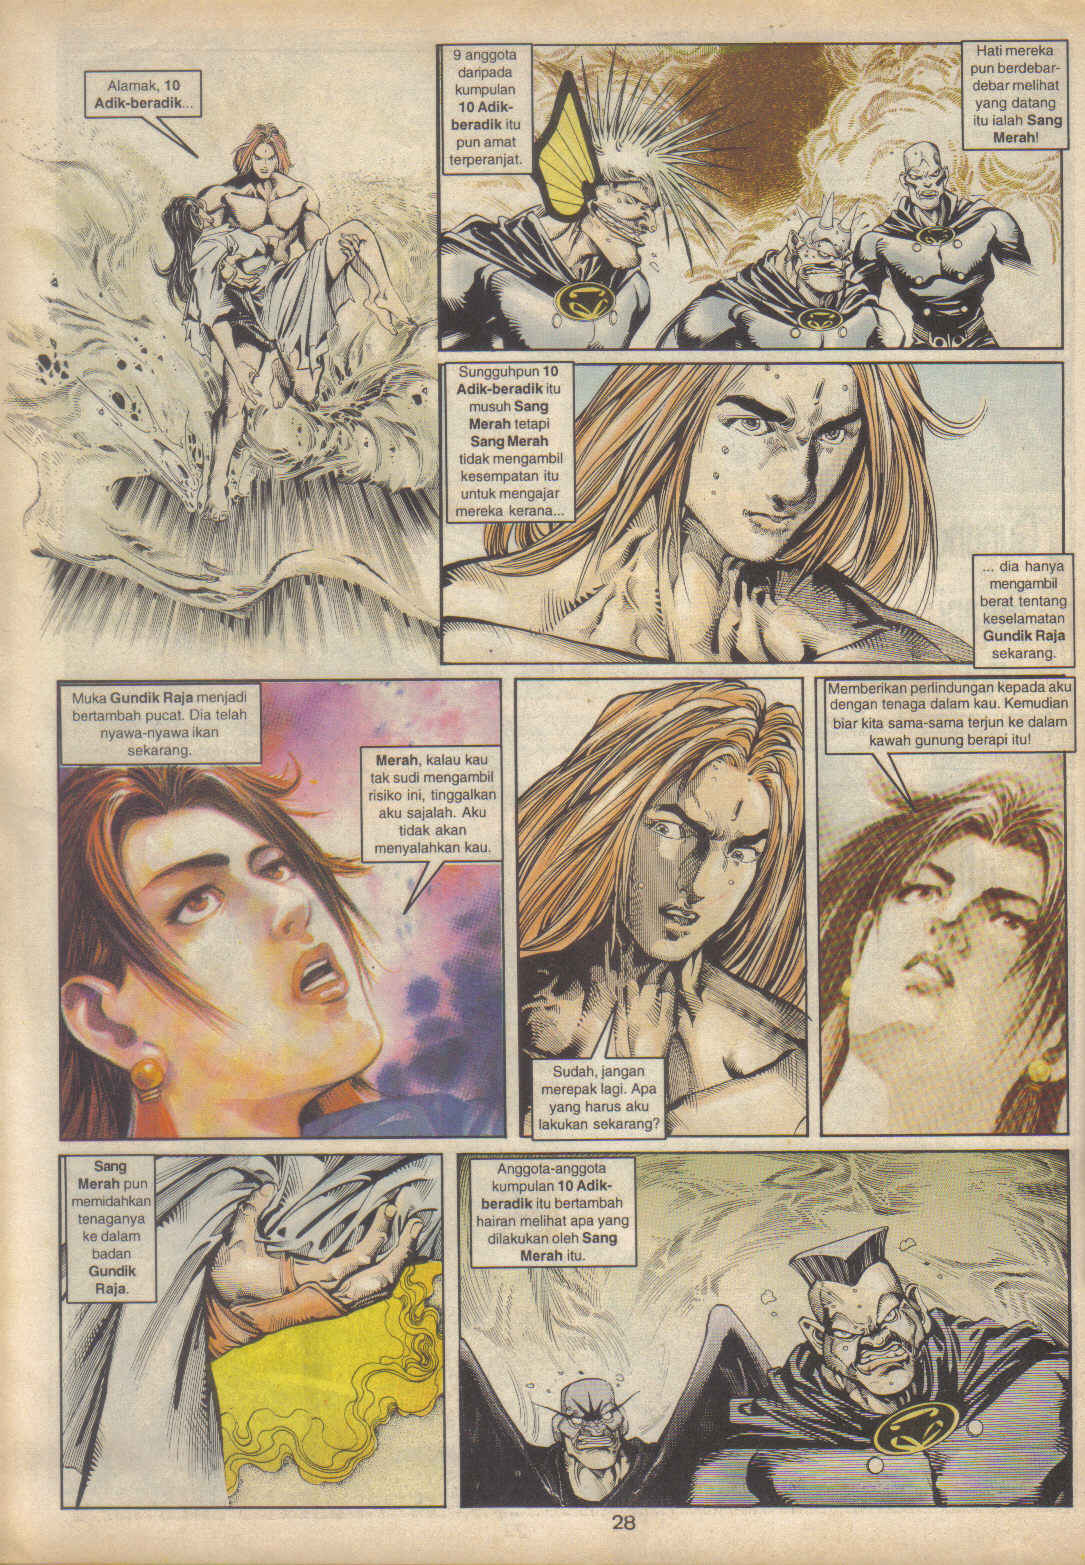 Alamak, 10
Adik-beradik...
9 anggota
daripada
kumpulan
10 Adik-
beradik itu
pun amat
terperanjat.
Hati mereka
pun berdebar-
debar melihat
yang datang
itu ialah Sang
Merah!
Sungguhpun 10
Adik-beradik itu
musuh Sang
Merah tetapi
Sang Merah
tidak mengambil
kesempatan itu
untuk mengajar
mereka kerana...
... dia hanya
mengambil
berat tentang
keselamatan
Gundik Raja
sekarang.
Muka Gundik Raja menjadi
bertambah pucat. Dia telah
nyawa-nyawa ikan
sekarang.
Merah, kalau kau
tak sudi mengambil
risiko ini, tinggalkan
aku sajalah. Aku
tidak akan
menyalahkan kau.
Sudah, jangan
merepak lagi. Apa
yang harus aku
lakukan sekarang?
Memberikan perlindungan kepada aku
dengan tenaga dalam kau. Kemudian
biar kita sama-sama terjun ke dalam
kawah gunung berapi itu!
Sang
Merah pun
memidahkan
tenaganya
ke dalam
badan
Gundik
Raja.
Anggota-anggota
kumpulan 10 Adik-
beradik itu bertambah
hairan melihat apa yang
dilakukan oleh Sang
Merah itu.
28